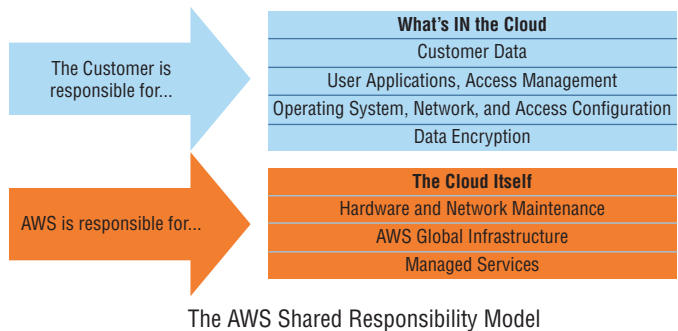 The Customer is
responsible for...
What's IN the Cloud
Customer Data
User Applications, Access Management
Operating System, Network, and Access Configuration
Data Encryption
AWS is responsible for...
The Cloud Itself
Hardware and Network Maintenance
AWS Global Infrastructure
Managed Services
The AWS Shared Responsibility Model